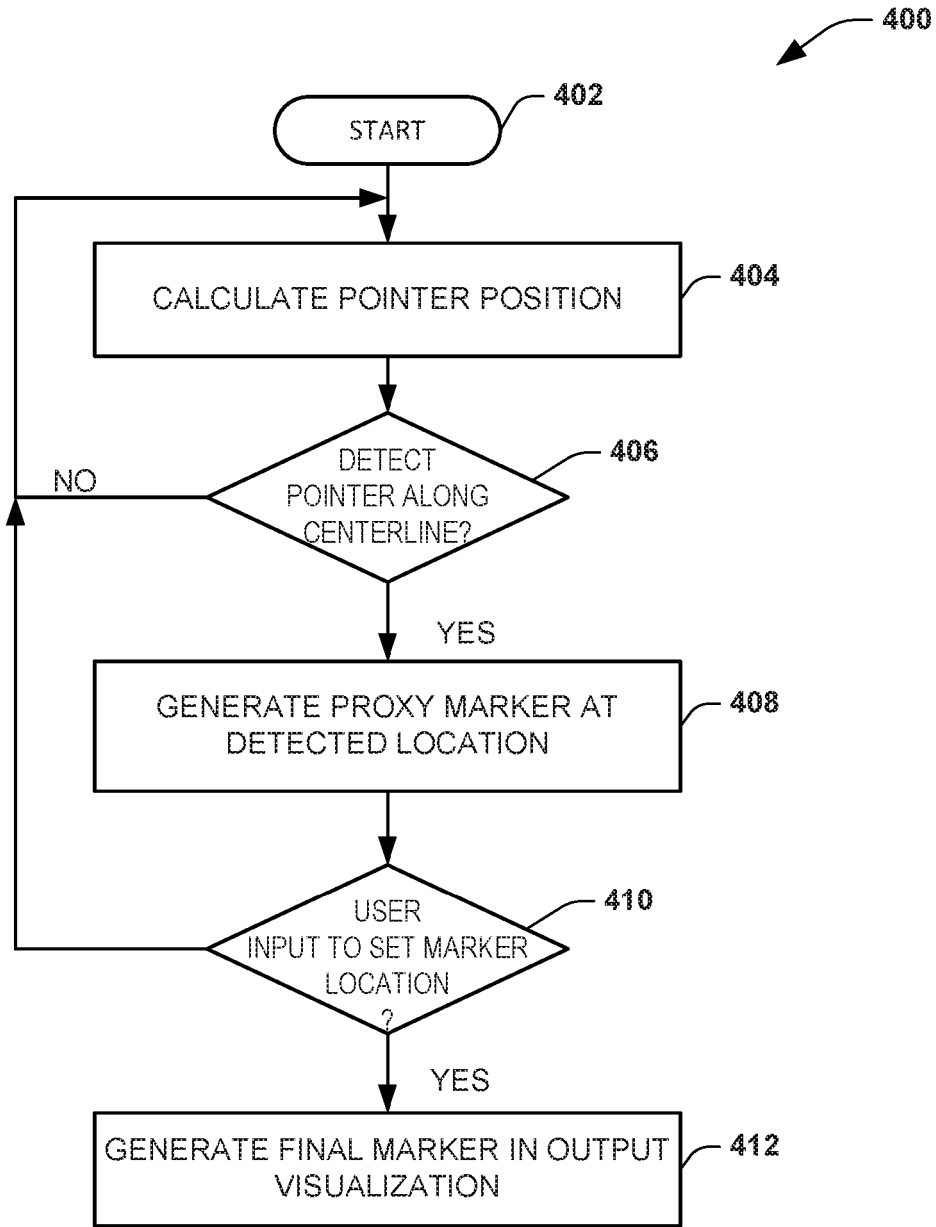 400
START
402
CALCULATE POINTER POSITION
404
DETECT
POINTER ALONG
CENTERLINE?
406
NO
YES
GENERATE PROXY MARKER AT
DETECTED LOCATION
408
USER
INPUT TO SET MARKER
LOCATION
?
410
YES
GENERATE FINAL MARKER IN OUTPUT
VISUALIZATION
412